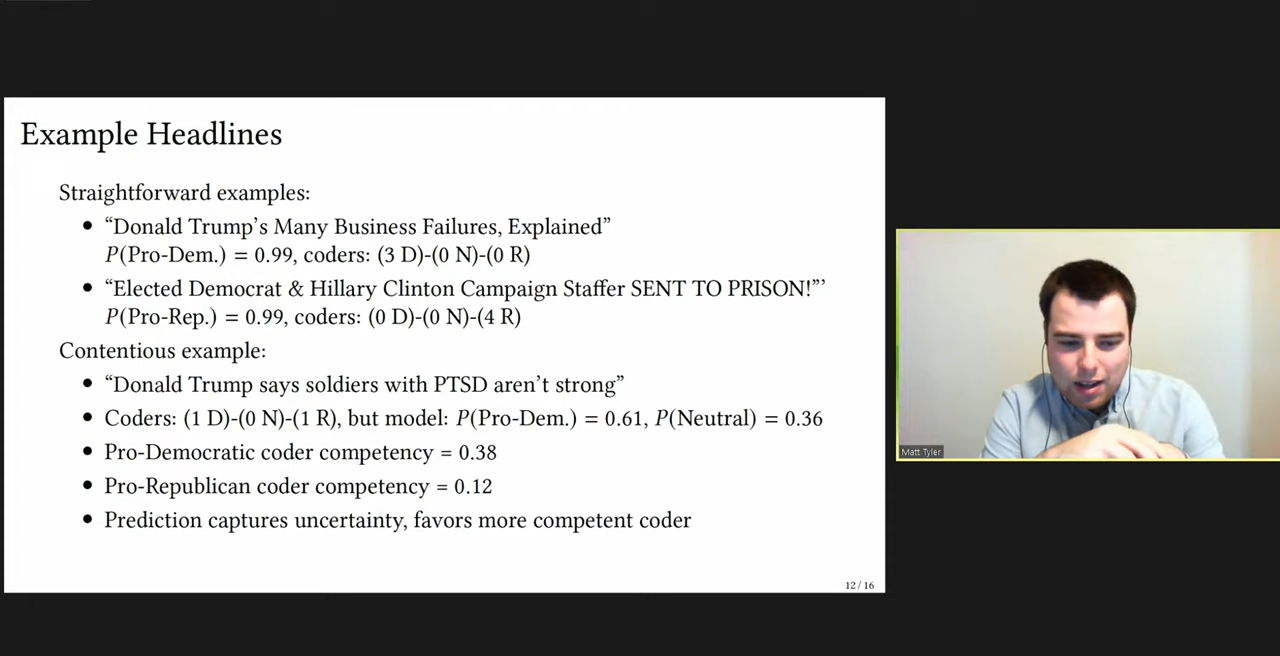 Example Headlines
Straightforward examples:
• “Donald Trump’s Many Business Failures, Explained”
P(Pro-Dem.) = 0.99, coders: (3 D)-(0 N)-(0 R)
• “Elected Democrat & Hillary Clinton Campaign Staffer SENT TO PRISON!”’
P(Pro-Rep.) = 0.99, coders: (0 D)-(0 N)-(4 R)
Contentious example:
• “Donald Trump says soldiers with PTSD aren’t strong”
• Coders: (1 D)-(0 N)-(1 R), but model: P(Pro-Dem.) = 0.61, P(Neutral) = 0.36
• Pro-Democratic coder competency = 0.38
• Pro-Republican coder competency = 0.12
• Prediction captures uncertainty, favors more competent coder
12 / 16
Matt Tyler